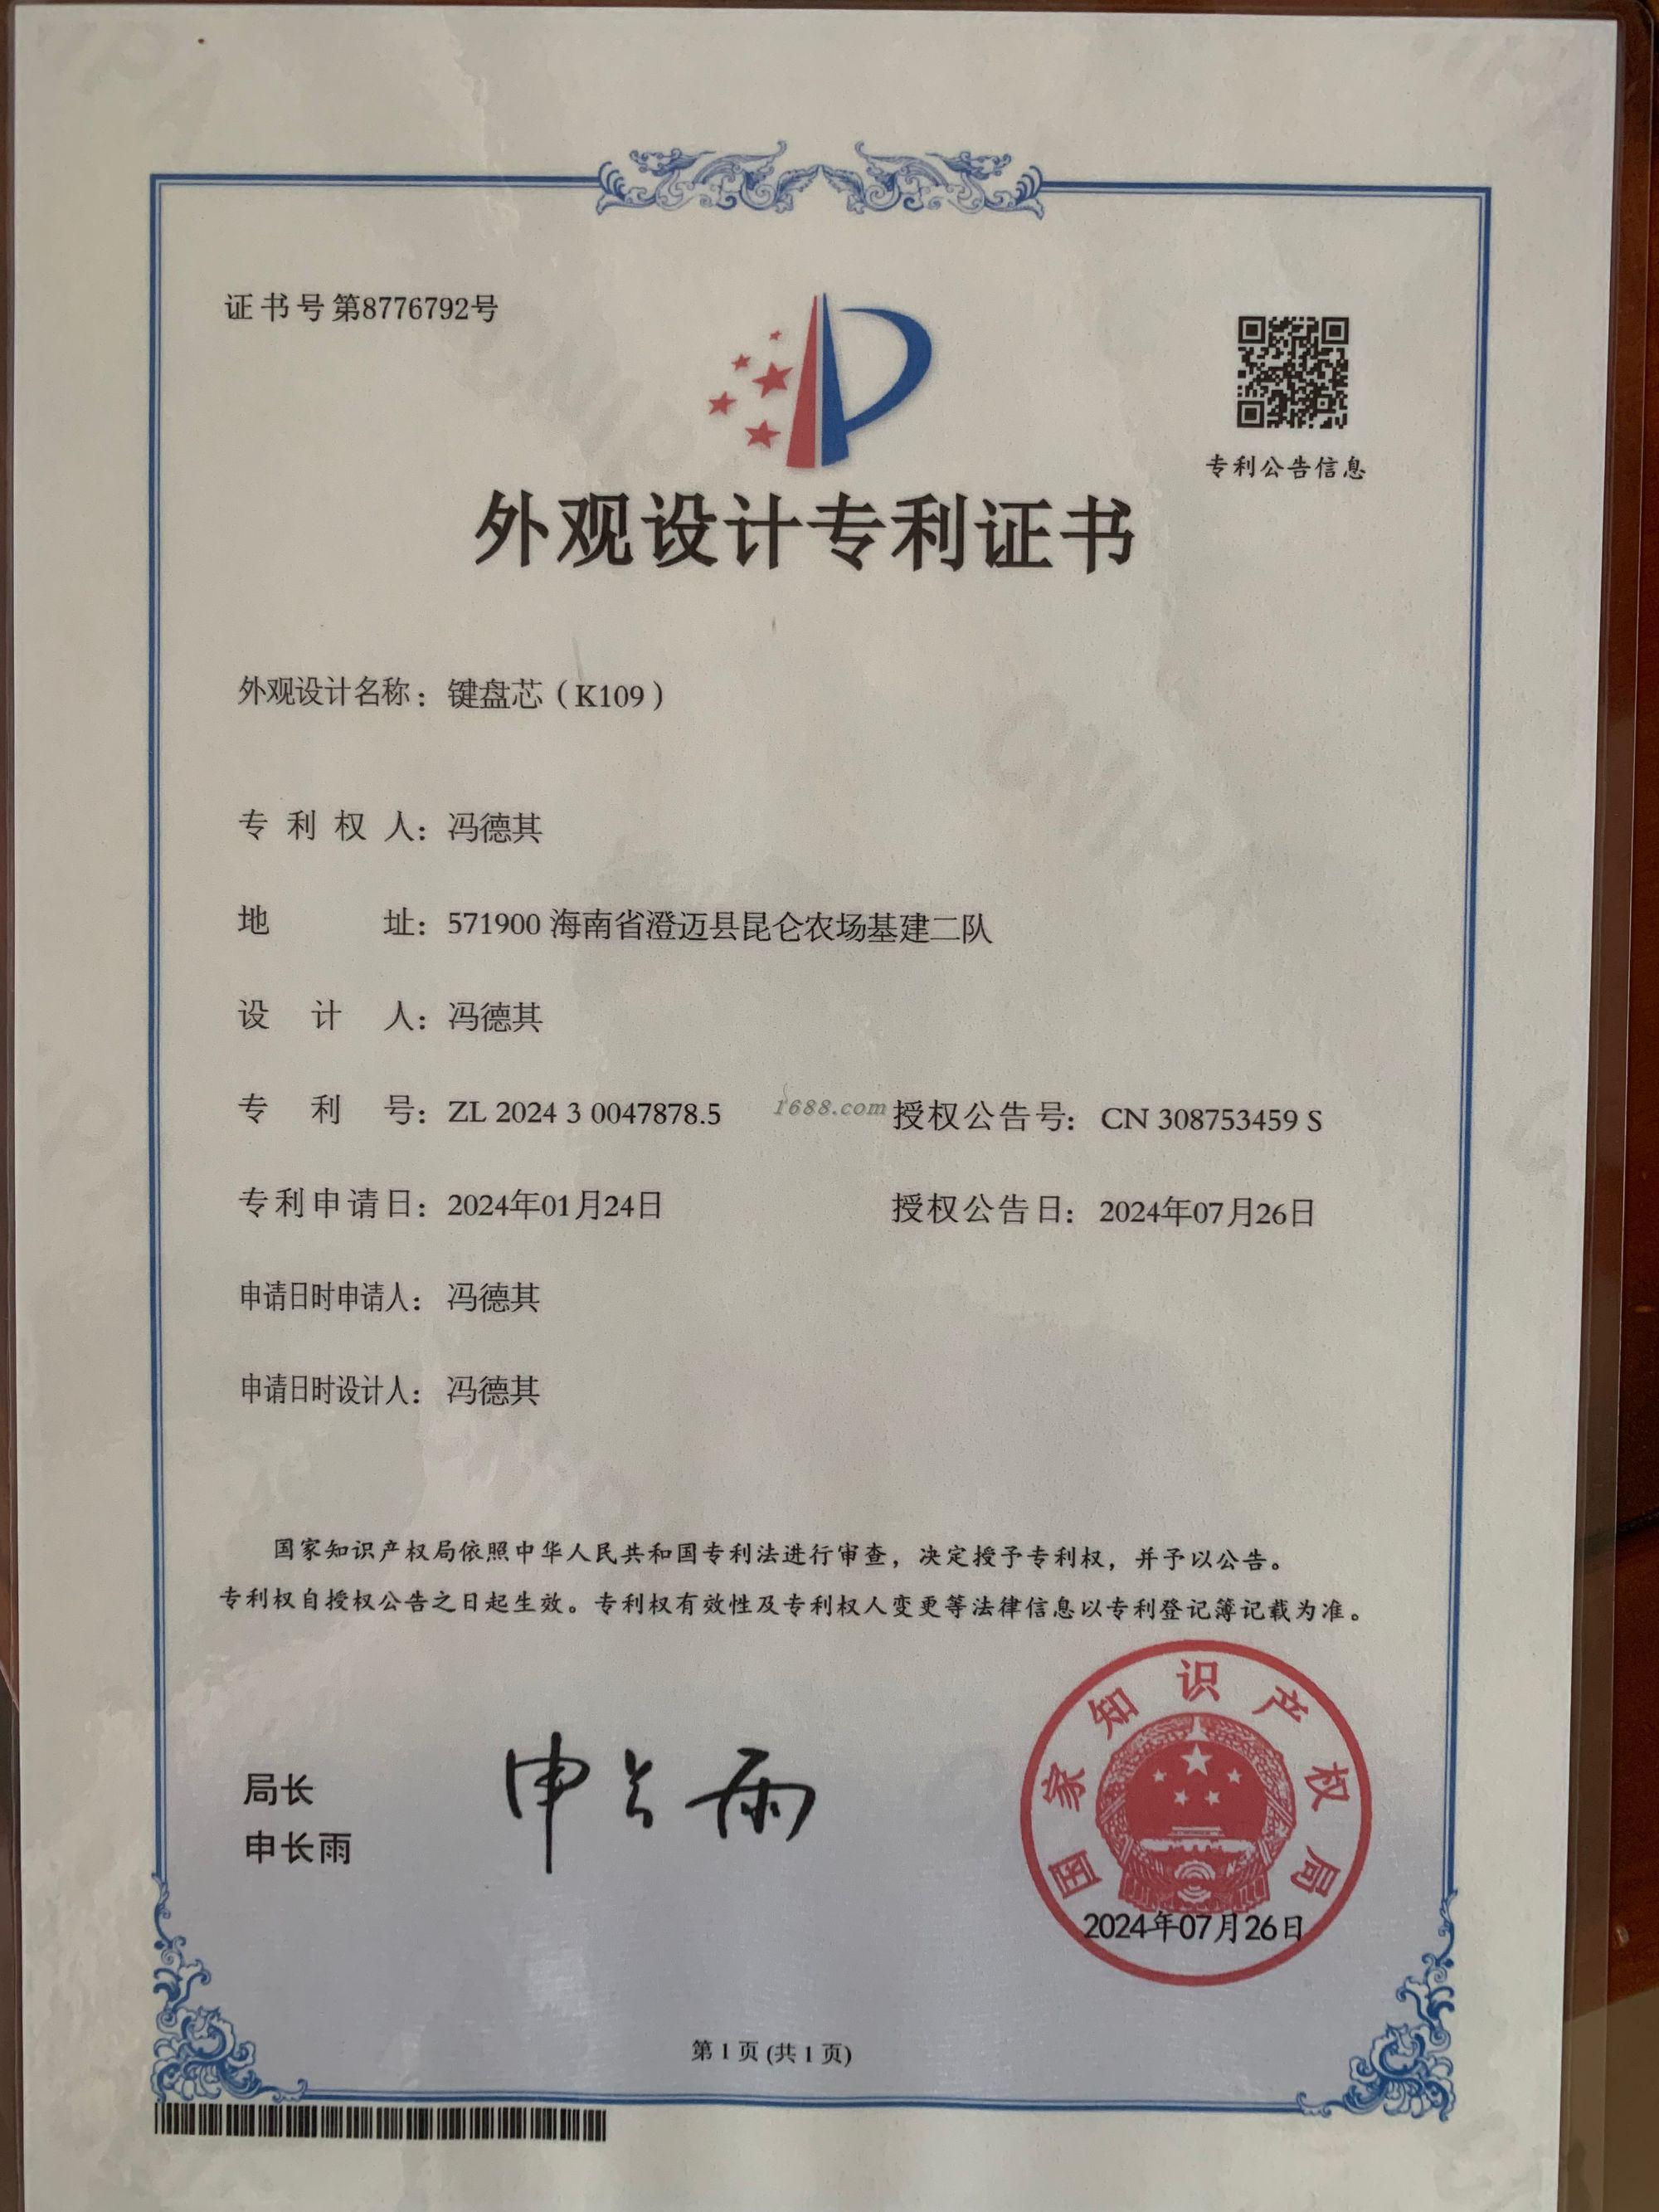 证书号第8776792号
专利公告信息
外观设计专利证书
外观设计名称：键盘芯（K109）
专利权人：冯德其
地址：571900 海南省澄迈县昆仑农场基建二队
设计人：冯德其
专利号：ZL 2024 3 0047878.5 1688.com 授权公告号：CN 308753459 S
专利申请日：2024年01月24日 授权公告日：2024年07月26日
申请日时申请人：冯德其
申请日时设计人：冯德其
国家知识产权局依照中华人民共和国专利法进行审查，决定授予专利权，并予以公告。
专利权自授权公告之日起生效。专利权有效性及专利权人变更等法律信息以专利登记簿记载为准。
局长
申长雨
申长雨
国家知识产权局
2024年07月26日
第 1 页 (共 1 页)